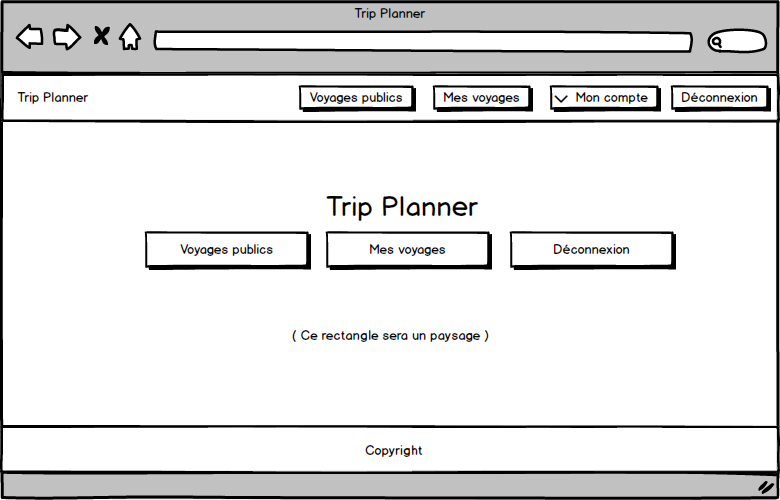 Trip Planner
Trip Planner
Voyages publics
Mes voyages
Mon compte
Déconnexion
Trip Planner
Voyages publics
Mes voyages
Déconnexion
( Ce rectangle sera un paysage )
Copyright